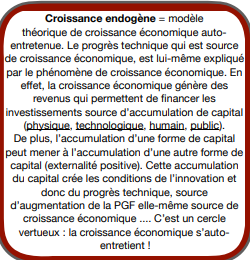 Croissance endogène = modèle
théorique de croissance économique auto-
entretenue. Le progrès technique qui est source
de croissance économique, est lui-même expliqué
par le phénomène de croissance économique. En
effet, la croissance économique génère des
revenus qui permettent de financer les
investissements source d'accumulation de capital
(physique, technologique, humain, public).
De plus, l'accumulation d'une forme de capital
peut mener à l'accumulation d'une autre forme de
capital (externalité positive). Cette accumulation
du capital crée les conditions de l'innovation et
donc du progrès technique, source
d'augmentation de la PGF elle-même source de
croissance économique .... C'est un cercle
vertueux : la croissance économique s'auto-
entretient !